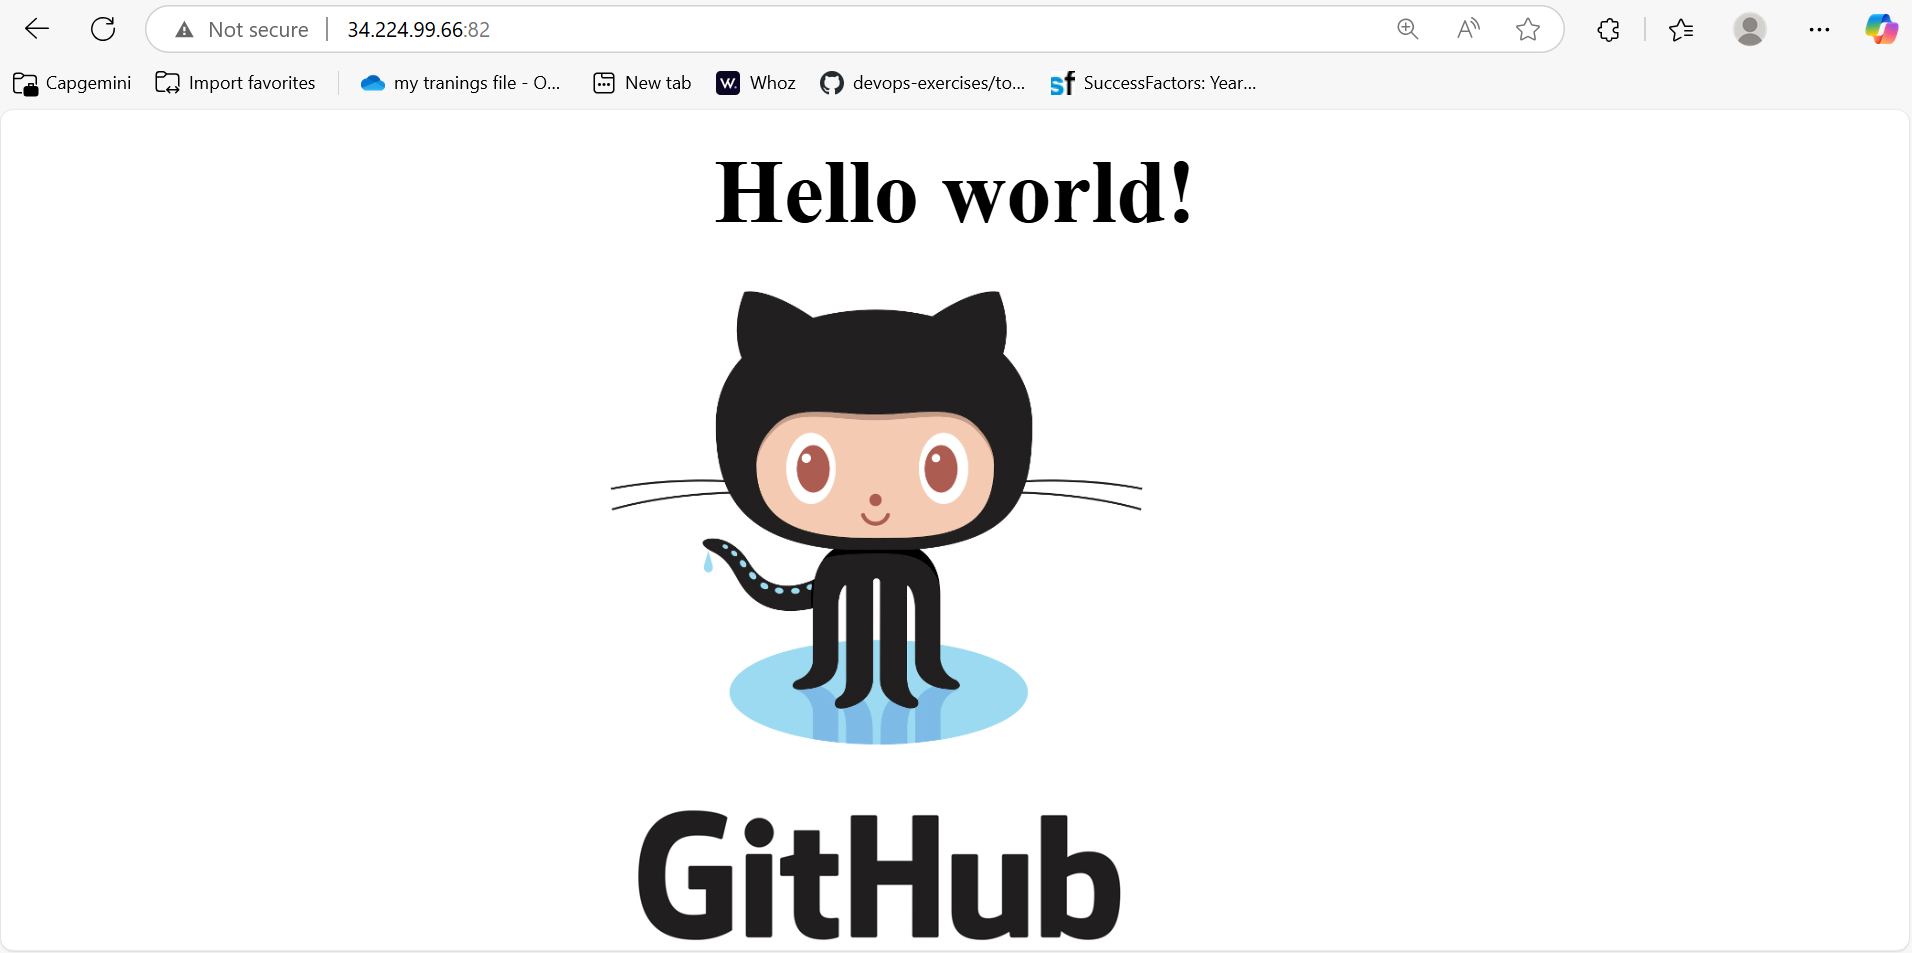 Not secure 34.224.99.66:82
Capgemini Import favorites my tranings file - O... New tab W. Whoz devops-exercises/to... sf SuccessFactors: Year...
Hello world!
GitHub